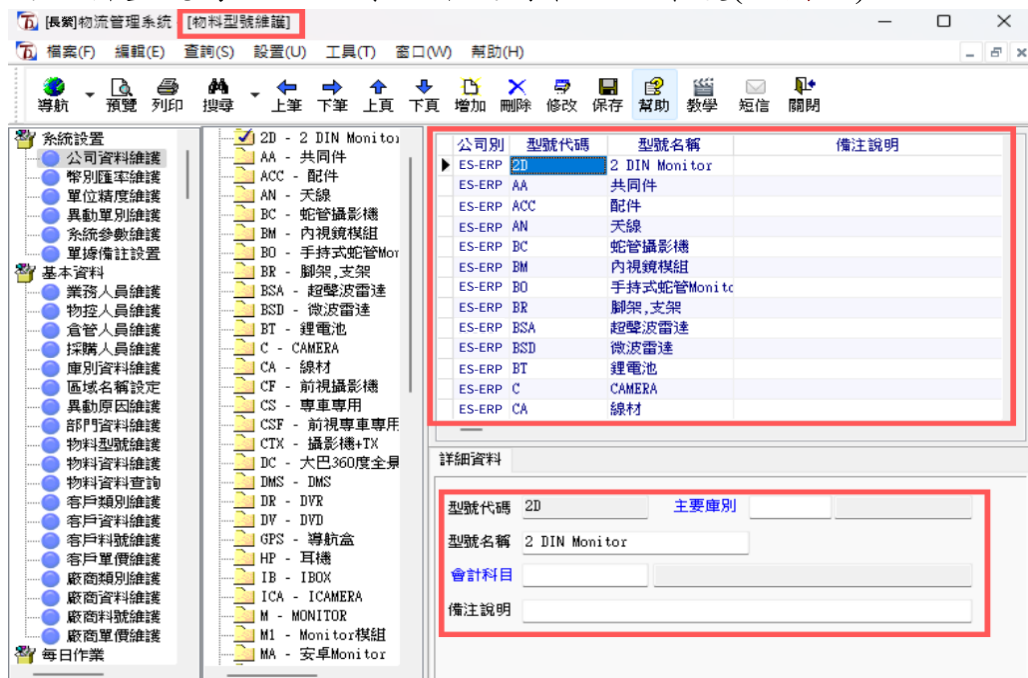 [長縈]物流管理系統 - [物料型號維護]
檔案(F) 編輯(E) 查詢(S) 設置(U) 工具(T) 窗口(W) 幫助(H)
導航 預覽 列印 搜尋 上筆 下筆 上頁 下頁 增加 刪除 修改 保存 幫助 教學 短信 關閉
系統設置
公司資料維護
幣別匯率維護
單位精度維護
異動單別維護
系統參數維護
單據備註設置
基本資料
業務人員維護
物控人員維護
倉管人員維護
採購人員維護
庫別資料維護
區域名稱設定
異動原因維護
部門資料維護
物料型號維護
物料資料維護
物料資料查詢
客戶類別維護
客戶資料維護
客戶料號維護
客戶單價維護
廠商類別維護
廠商資料維護
廠商料號維護
廠商單價維護
每日作業
2D - 2 DIN Monitor
AA - 共同件
ACC - 配件
AN - 天線
BC - 蛇管攝影機
BM - 內視鏡模組
BO - 手持式蛇管Mor
BR - 腳架,支架
BSA - 超聲波雷達
BSD - 微波雷達
BT - 鋰電池
C - CAMERA
CA - 線材
CF - 前視攝影機
CS - 專車專用
CSF - 前視專車專用
CTX - 攝影機+TX
DC - 大巴360度全景
DMS - DMS
DR - DVR
DV - DVD
GPS - 導航盒
HP - 耳機
IB - IBOX
ICA - ICAMERA
M - MONITOR
M1 - Monitor模組
MA - 安卓Monitor
公司別 型號代碼 型號名稱 備注說明
ES-ERP 2D 2 DIN Monitor
ES-ERP AA 共同件
ES-ERP ACC 配件
ES-ERP AN 天線
ES-ERP BC 蛇管攝影機
ES-ERP BM 內視鏡模組
ES-ERP BO 手持式蛇管Monitc
ES-ERP BR 腳架,支架
ES-ERP BSA 超聲波雷達
ES-ERP BSD 微波雷達
ES-ERP BT 鋰電池
ES-ERP C CAMERA
ES-ERP CA 線材
詳細資料
型號代碼 2D 主要庫別
型號名稱 2 DIN Monitor
會計科目
備注說明